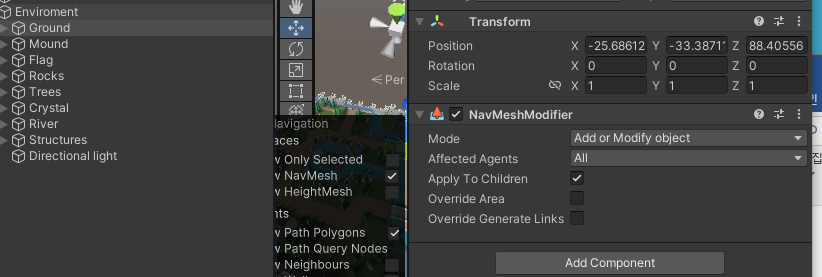 Enviroment
Ground
Mound
Flag
Rocks
Trees
Crystal
River
Structures
Directional light
Per
avigation
aces
w Only Selected
w NavMesh
w HeightMesh
nts
w Path Polygons
w Path Query Nodes
w Neighbours
Transform
Position X -25.68612 Y -33.3871 Z 88.40556
Rotation X 0 Y 0 Z 0
Scale X 1 Y 1 Z 1
NavMeshModifier
Mode Add or Modify object
Affected Agents All
Apply To Children
Override Area
Override Generate Links
Add Component
인
집